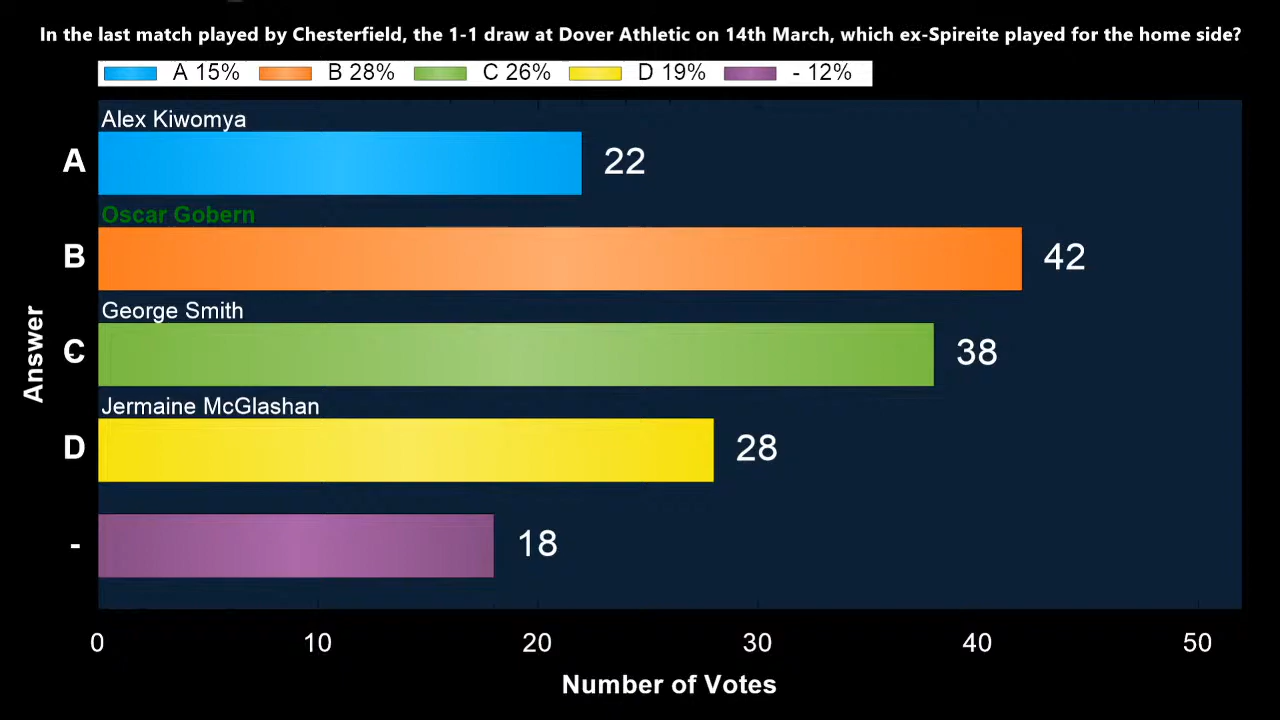 In the last match played by Chesterfield, the 1-1 draw at Dover Athletic on 14th March, which ex-Spireite played for the home side?
A 15% B 28% C 26% D 19% - 12%
Alex Kiwomya
A 22
Oscar Gobern
B 42
George Smith
C 38
Jermaine McGlashan
D 28
- 18
Answer
0 10 20 30 40 50
Number of Votes